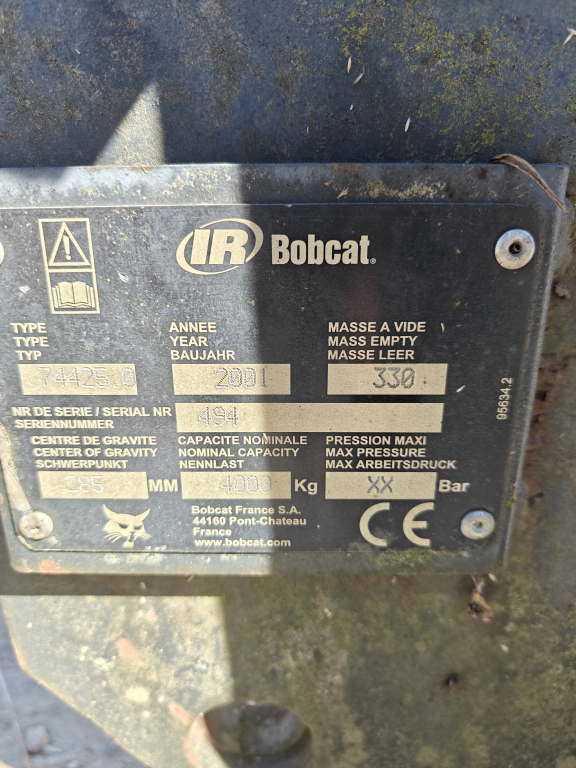 IR Bobcat®
TYPE ANNEE MASSE A VIDE
TYPE YEAR MASS EMPTY
TYP BAUJAHR MASSE LEER
74425.0 2001 330
NR DE SERIE / SERIAL NR 494
SERIENNUMMER
CENTRE DE GRAVITE CAPACITE NOMINALE PRESSION MAXI
CENTER OF GRAVITY NOMINAL CAPACITY MAX PRESSURE
SCHWERPUNKT NENNLAST MAX ARBEITSDRUCK
285 MM 4000 Kg XX Bar
Bobcat France S.A.
44160 Pont-Chateau
France
www.bobcat.com
CE
95634.2